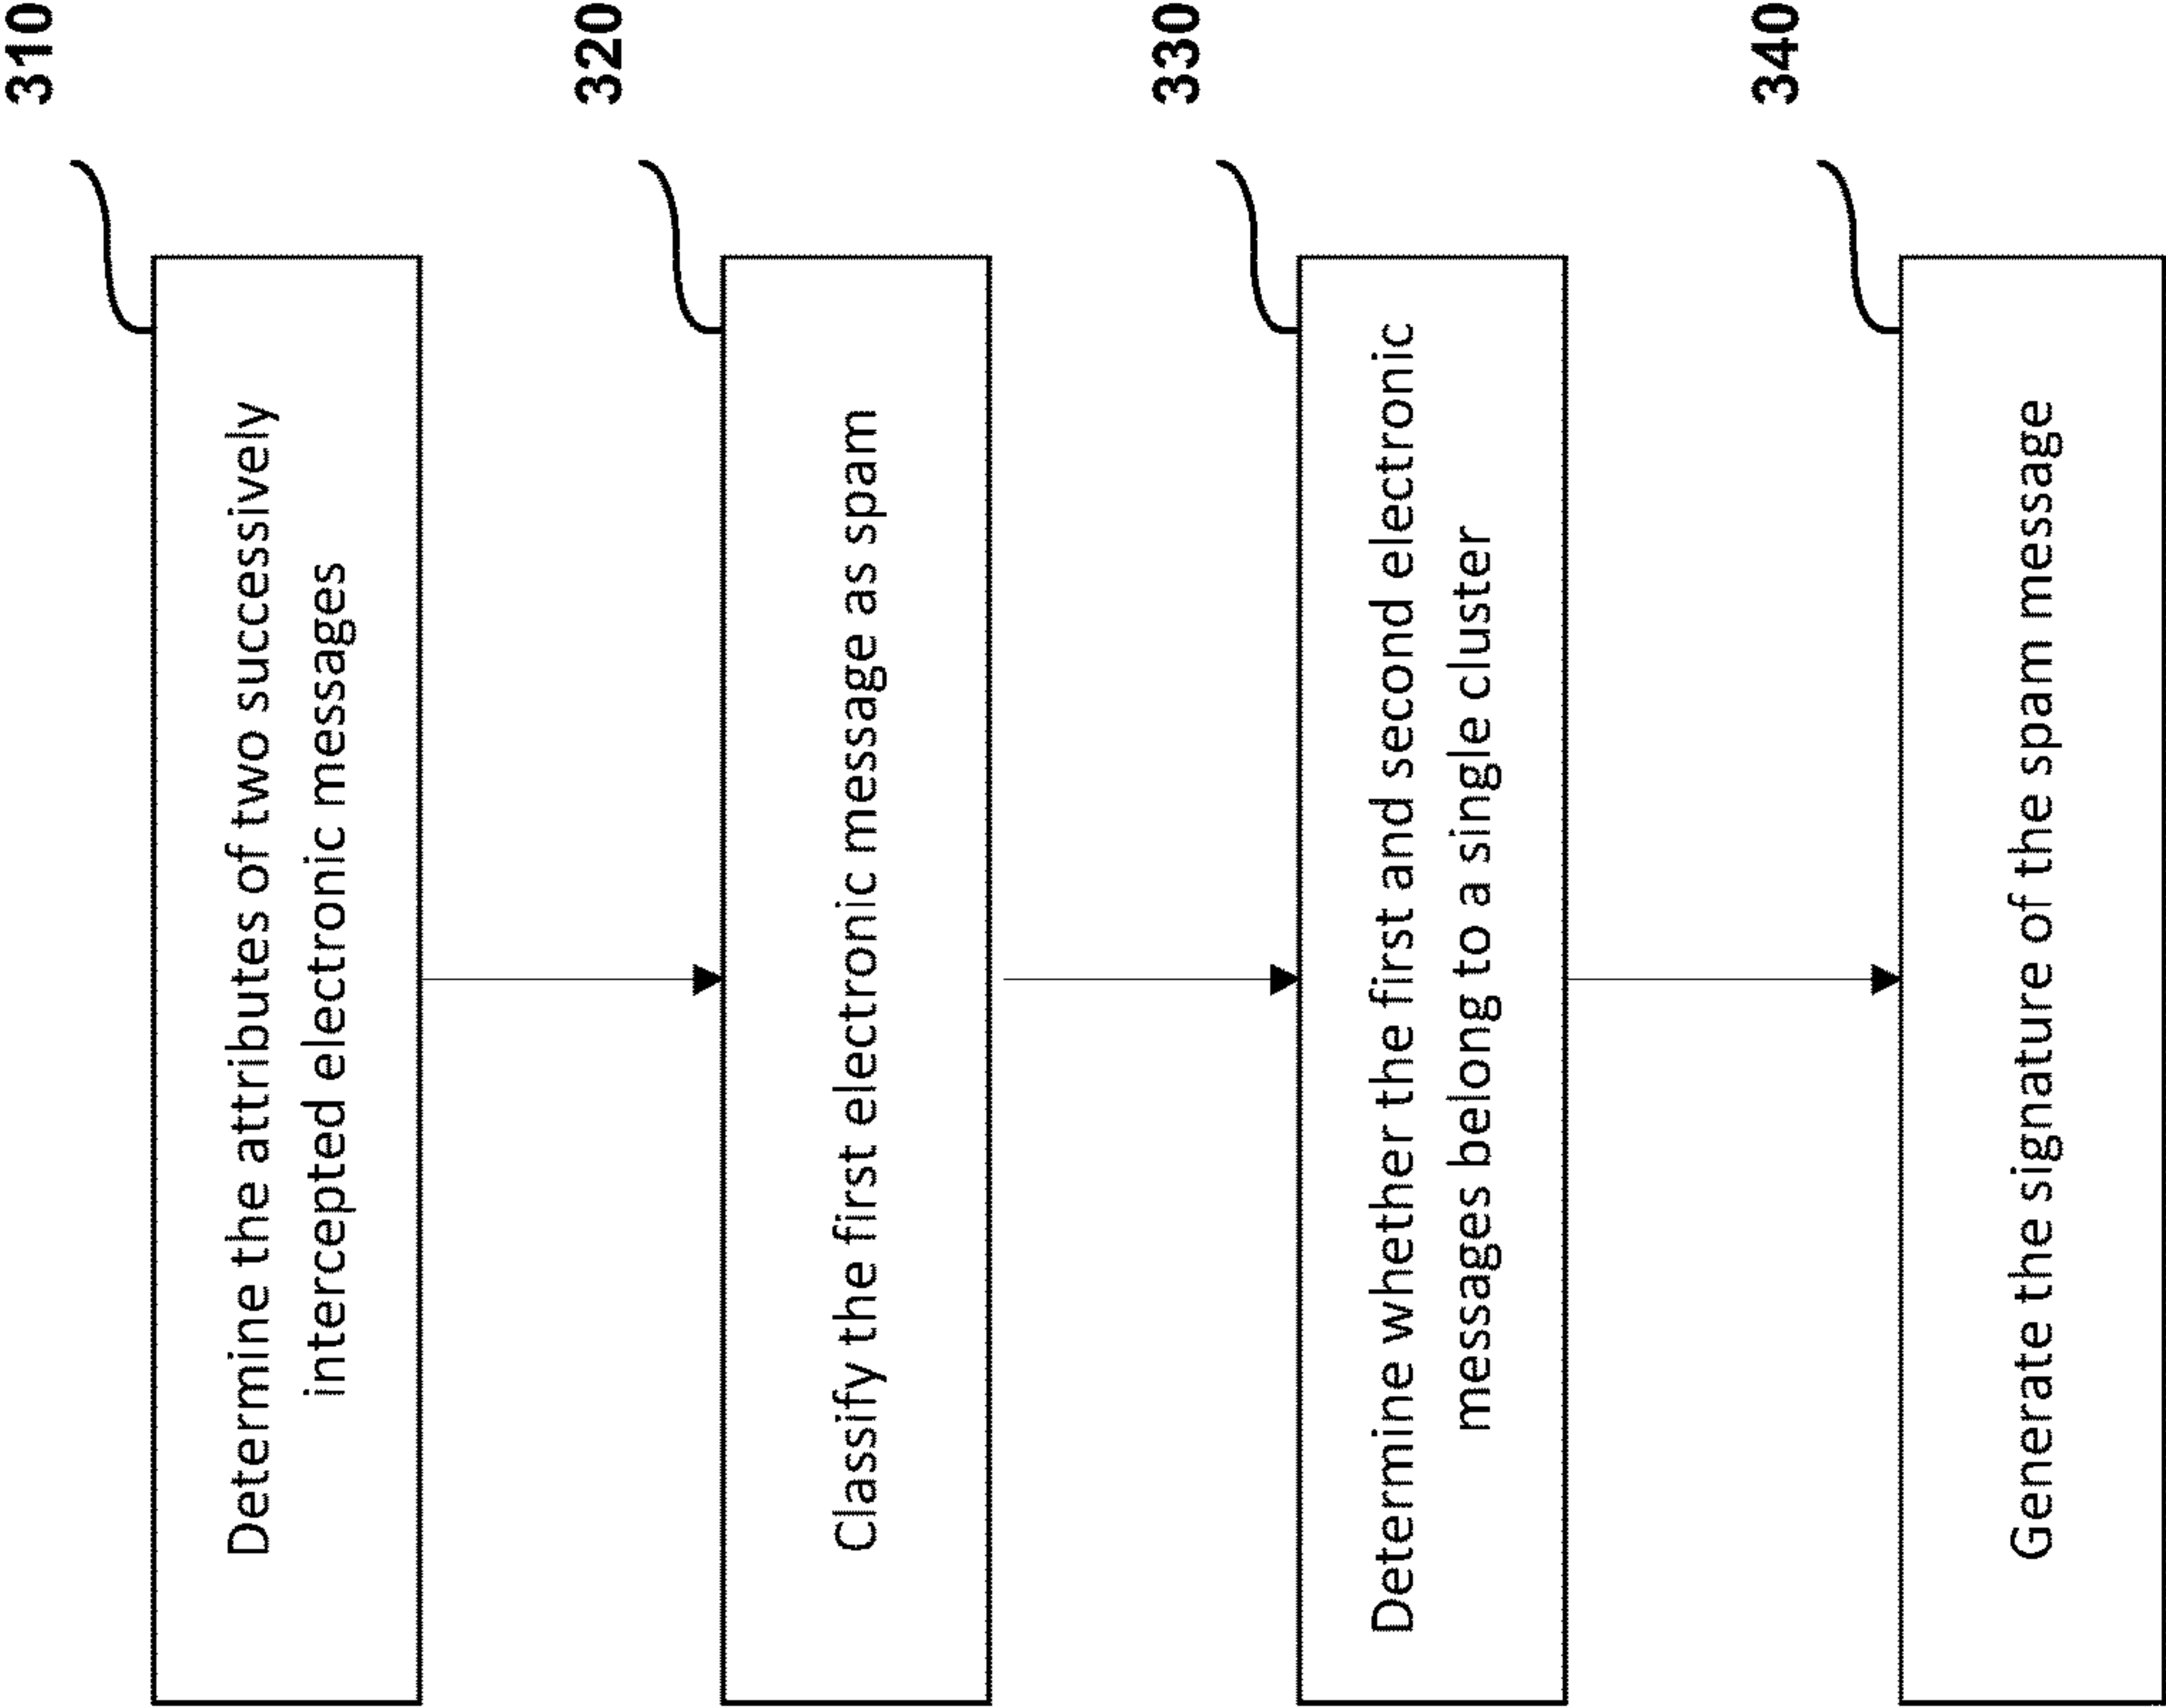 310
Determine the attributes of two successively
intercepted electronic messages
320
Classify the first electronic message as spam
330
Determine whether the first and second electronic
messages belong to a single cluster
340
Generate the signature of the spam message